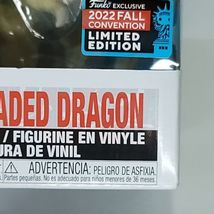 Funko EXCLUSIVE
2022 FALL
CONVENTION
LIMITED
EDITION
ADED DRAGON
/ FIGURINE EN VINYLE
URA DE VINIL
ADVERTENCIA: PELIGRO DE ASFIXIA.
No es adecuado para niños menores de 36 meses.